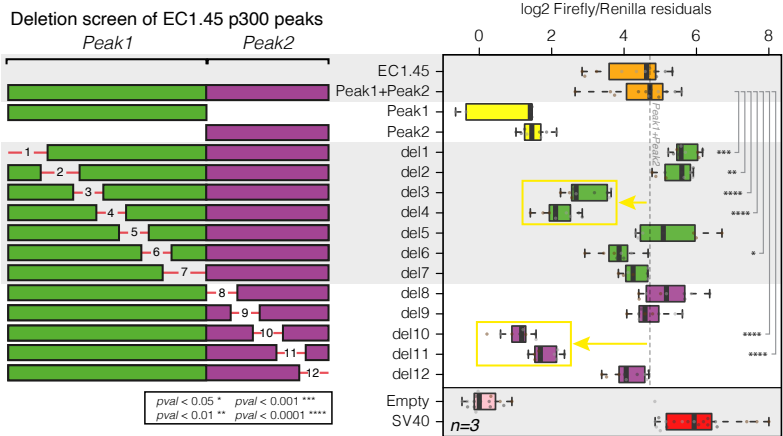 Deletion screen of EC1.45 p300 peaks
Peak1 Peak2
log2 Firefly/Renilla residuals
0 2 4 6 8
EC1.45
Peak1+Peak2
Peak1
Peak2
1 del1 ***
2 del2 **
3 del3 ****
4 del4 ****
5 del5
6 del6 *
7 del7
8 del8
9 del9
10 del10 ****
11 del11 ****
12 del12
Peak1+Peak2
Empty
SV40
n=3
pval < 0.05 * pval < 0.001 ***
pval < 0.01 ** pval < 0.0001 ****